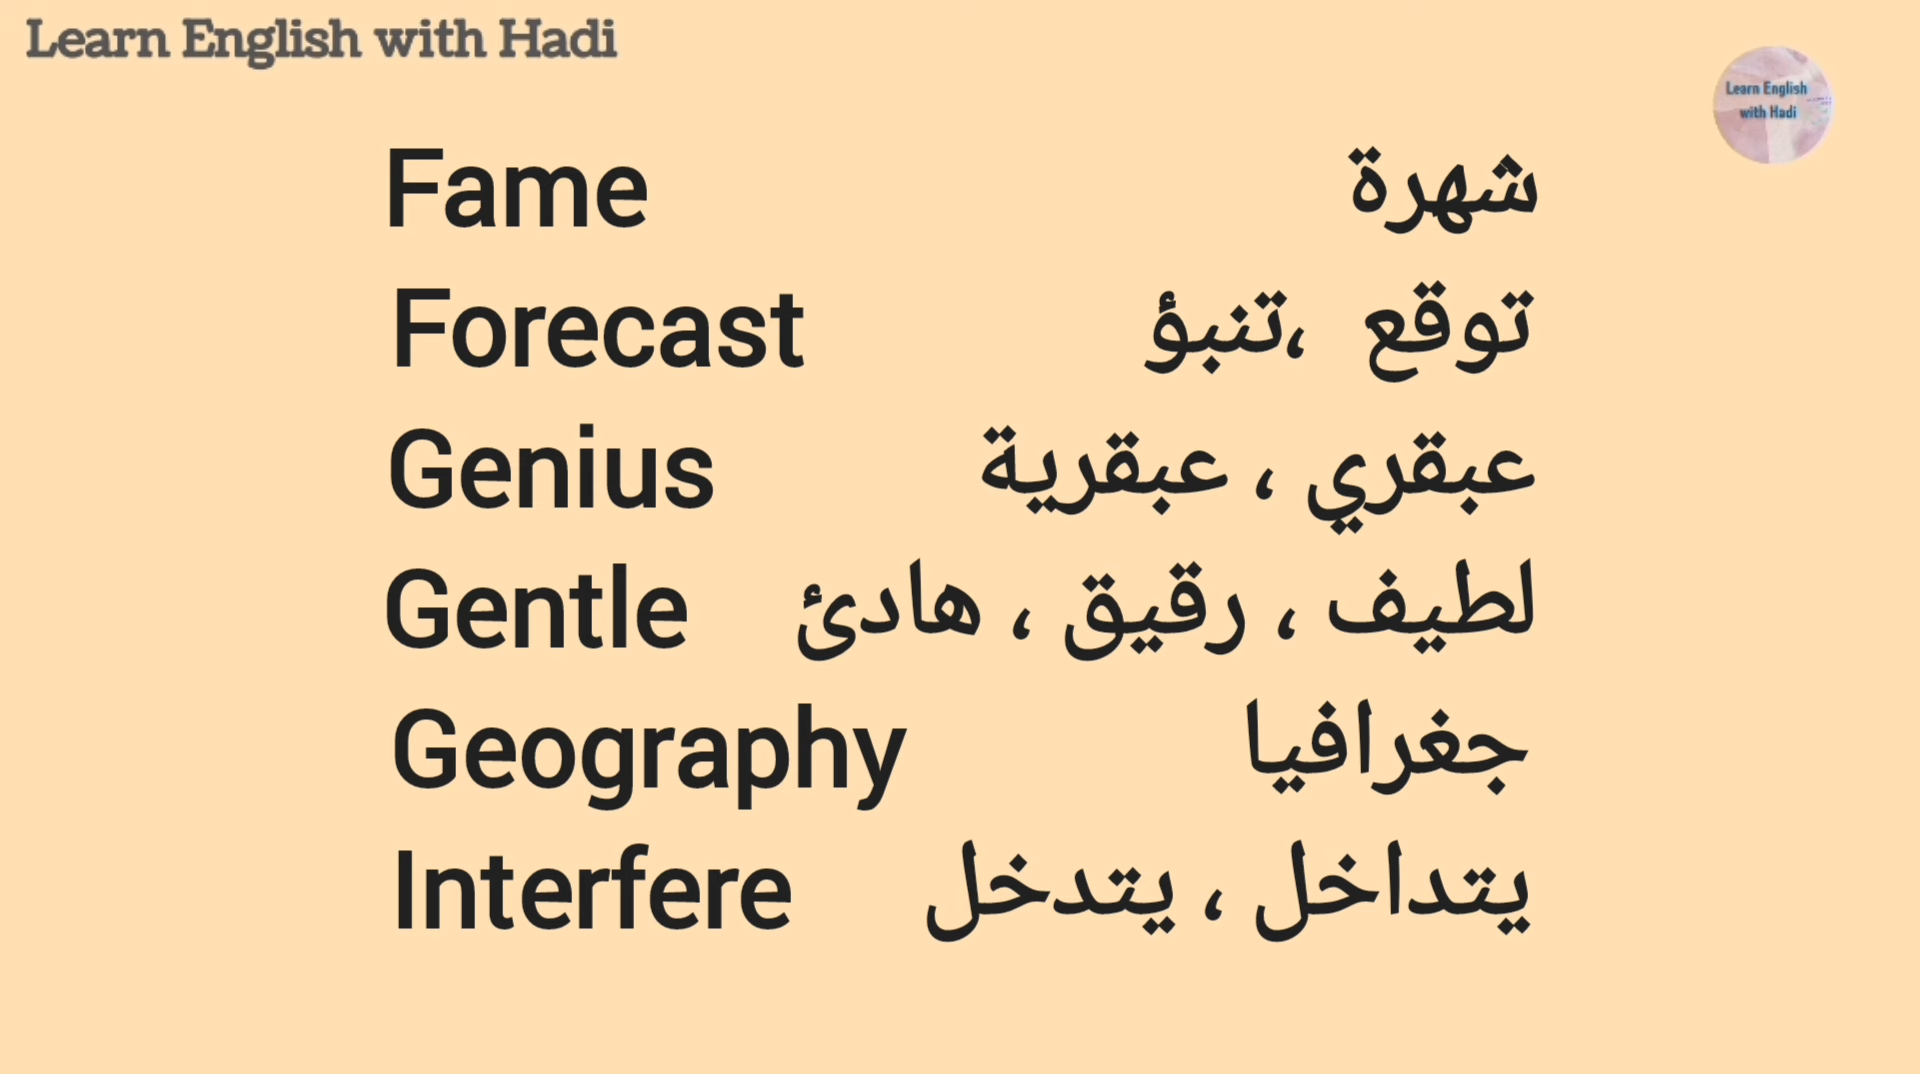 Learn English with Hadi
Learn English
with Hadi
Fame شهرة
Forecast توقع ،تنبؤ
Genius عبقري ، عبقرية
Gentle لطيف ، رقيق ، هادئ
Geography جغرافيا
Interfere يتداخل ، يتدخل